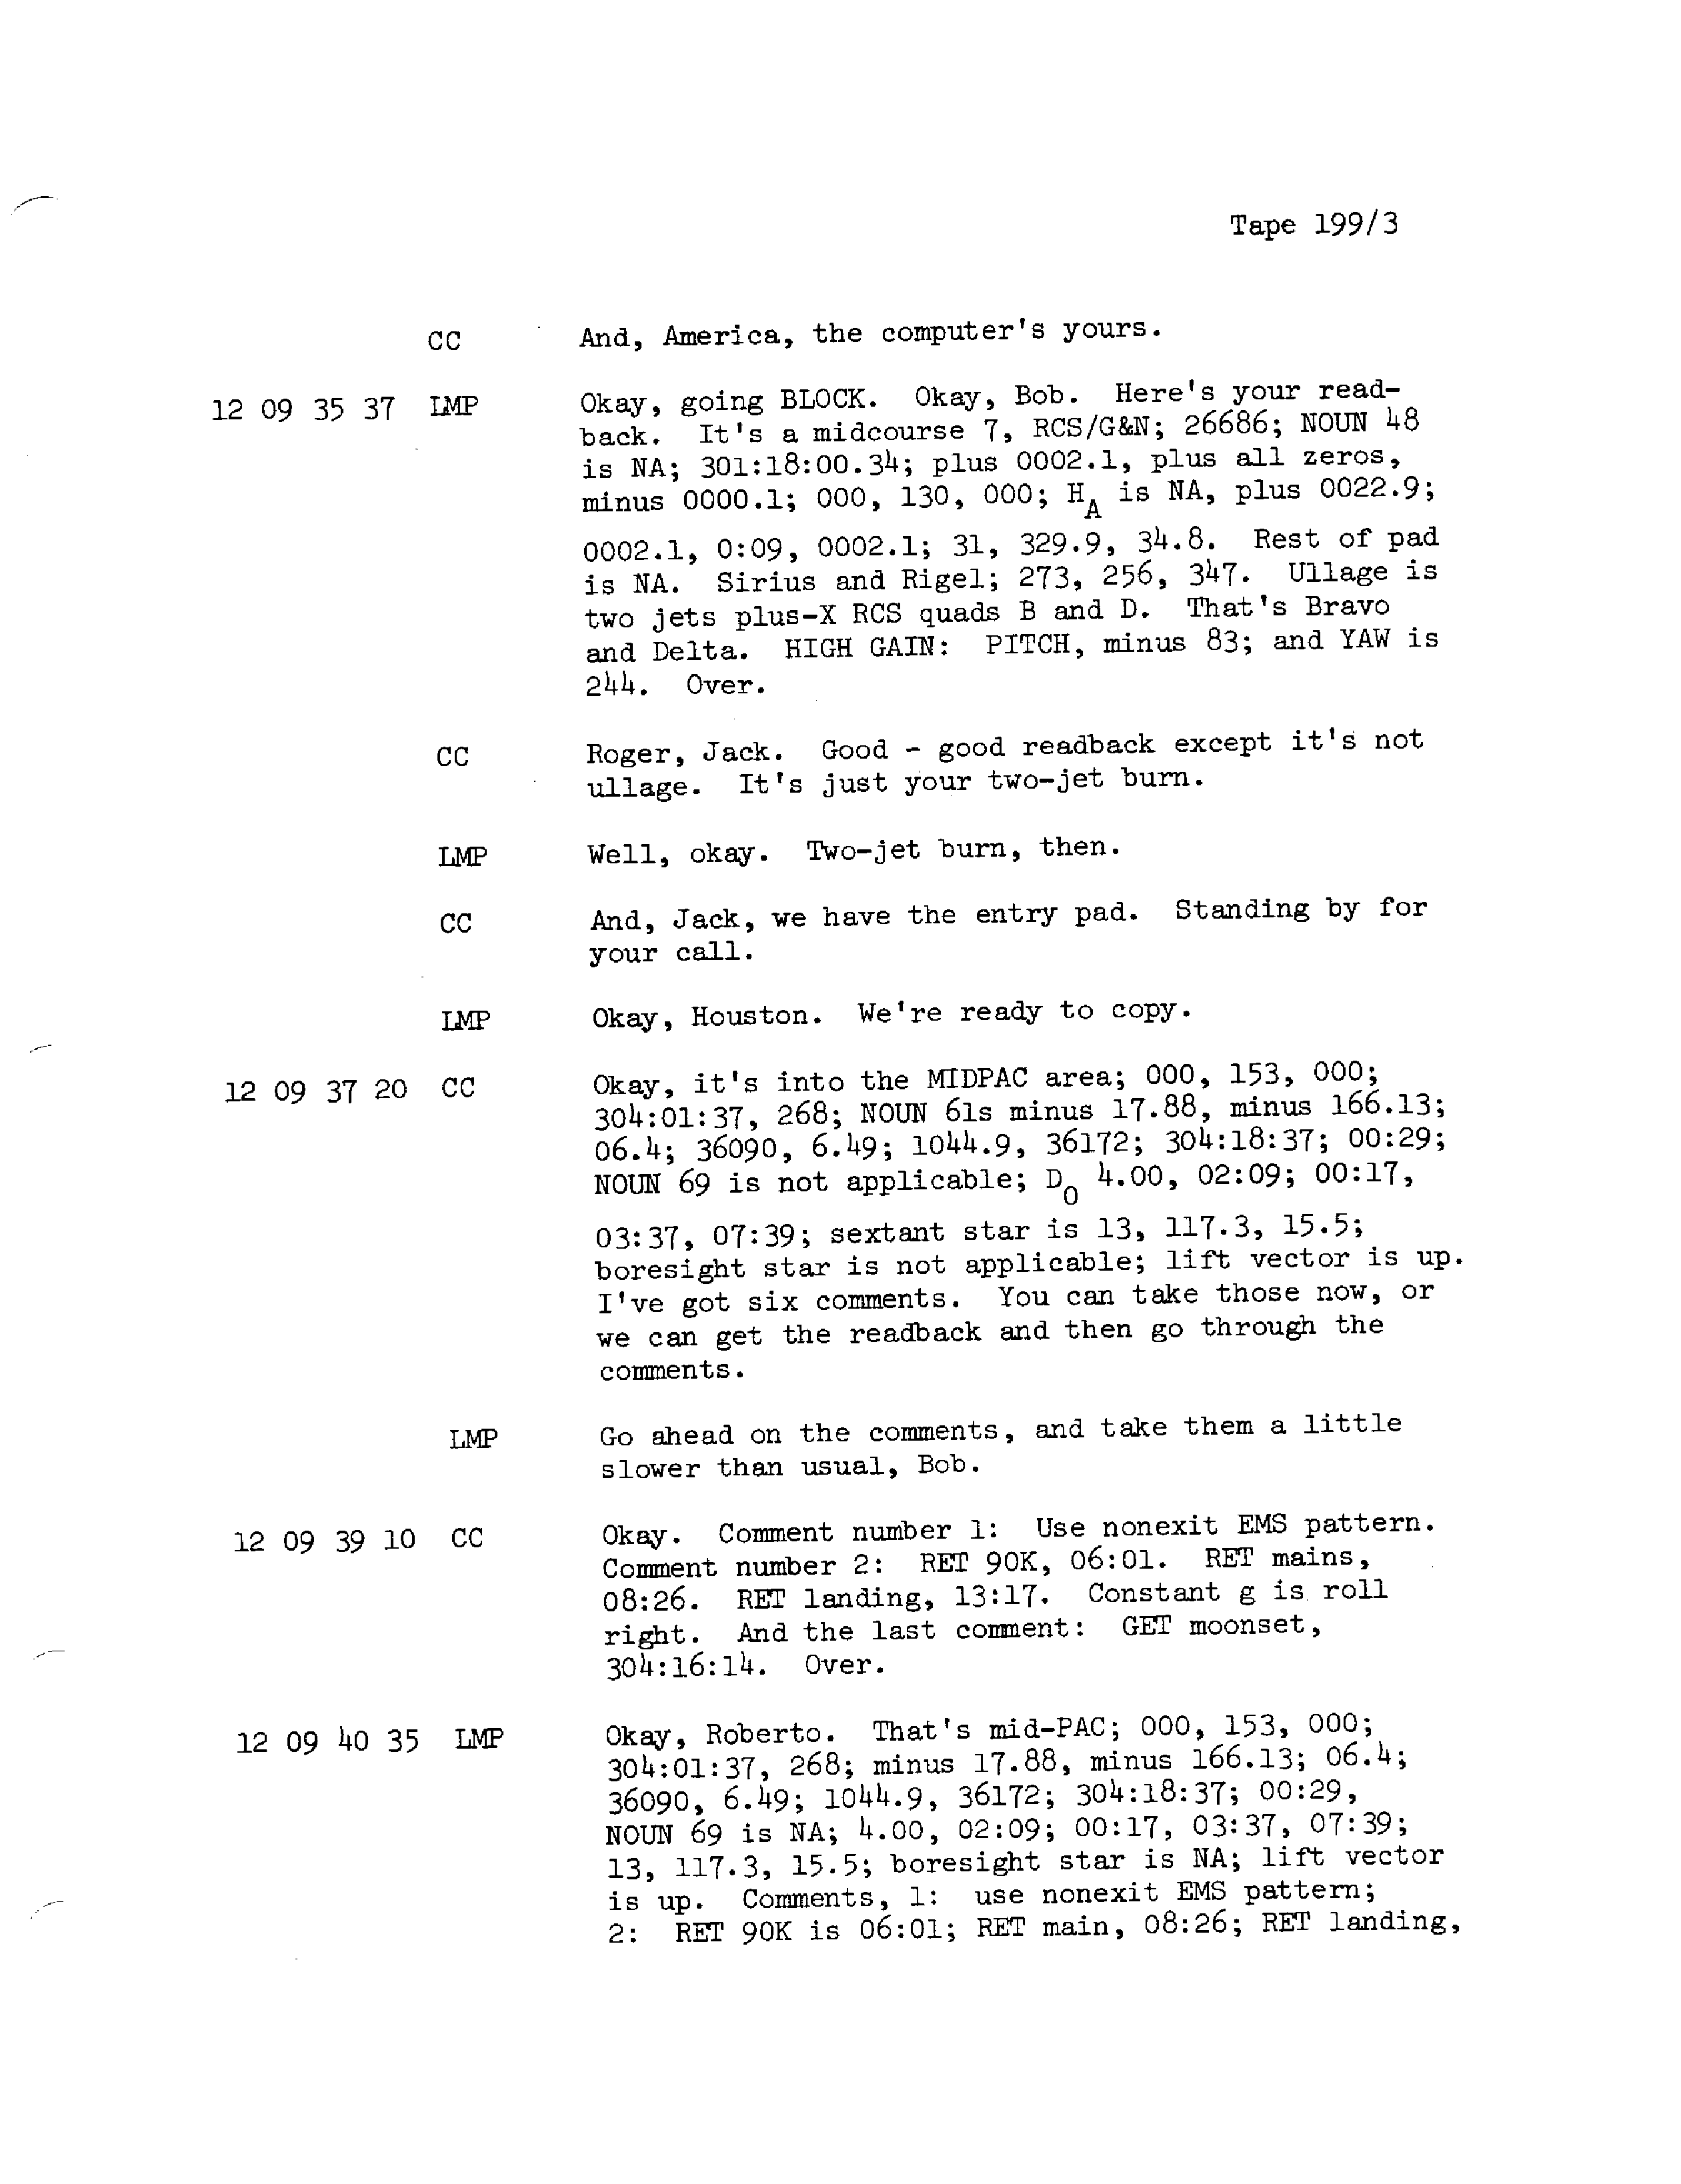 Tape 199/3
CC And, America, the computer's yours.
12 09 35 37 LMP Okay, going BLOCK. Okay, Bob. Here's your read-
back. It's a midcourse 7, RCS/G&N; 26686; NOUN 48
is NA; 301:18:00.34; plus 0002.1, plus all zeros,
minus 0000.1; 000, 130, 000; HA is NA, plus 0022.9;
0002.1, 0:09, 0002.1; 31, 329.9, 34.8. Rest of pad
is NA. Sirius and Rigel; 273, 256, 347. Ullage is
two jets plus-X RCS quads B and D. That's Bravo
and Delta. HIGH GAIN: PITCH, minus 83; and YAW is
244. Over.
CC Roger, Jack. Good - good readback except it's not
ullage. It's just your two-jet burn.
LMP Well, okay. Two-jet burn, then.
CC And, Jack, we have the entry pad. Standing by for
your call.
LMP Okay, Houston. We're ready to copy.
12 09 37 20 CC Okay, it's into the MIDPAC area; 000, 153, 000;
304:01:37, 268; NOUN 61s minus 17.88, minus 166.13;
06.4; 36090, 6.49; 1044.9, 36172; 304:18:37; 00:29;
NOUN 69 is not applicable; DO 4.00, 02:09; 00:17,
03:37, 07:39; sextant star is 13, 117.3, 15.5;
boresight star is not applicable; lift vector is up.
I've got six comments. You can take those now, or
we can get the readback and then go through the
comments.
LMP Go ahead on the comments, and take them a little
slower than usual, Bob.
12 09 39 10 CC Okay. Comment number 1: Use nonexit EMS pattern.
Comment number 2: RET 90K, 06:01. RET mains,
08:26. RET landing, 13:17. Constant g is roll
right. And the last comment: GET moonset,
304:16:14. Over.
12 09 40 35 LMP Okay, Roberto. That's mid-PAC; 000, 153, 000;
304:01:37, 268; minus 17.88, minus 166.13; 06.4;
36090, 6.49; 1044.9, 36172; 304:18:37; 00:29,
NOUN 69 is NA; 4.00, 02:09; 00:17, 03:37, 07:39;
13, 117.3, 15.5; boresight star is NA; lift vector
is up. Comments, 1: use nonexit EMS pattern;
2: RET 90K is 06:01; RET main, 08:26; RET landing,